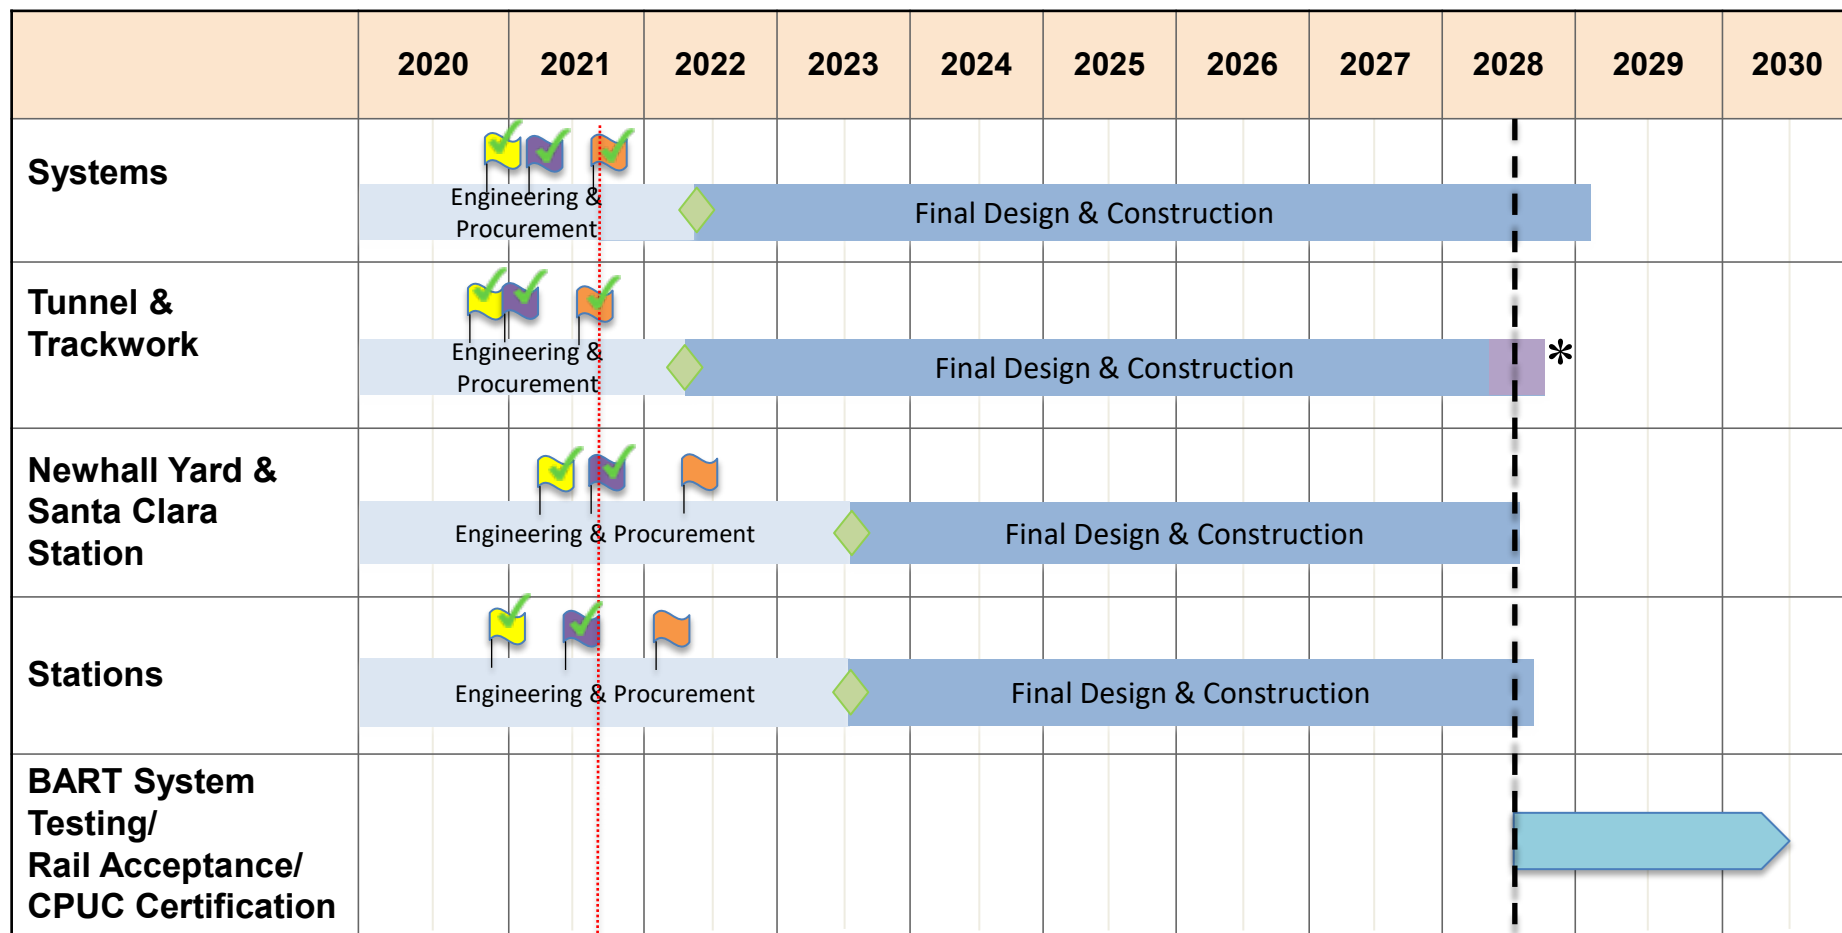 2020 2021 2022 2023 2024 2025 2026 2027 2028 2029 2030
Systems
Engineering &
Procurement
Final Design & Construction
Tunnel &
Trackwork
Engineering &
Procurement
Final Design & Construction
*
Newhall Yard &
Santa Clara
Station
Engineering & Procurement
Final Design & Construction
Stations
Engineering & Procurement
Final Design & Construction
BART System
Testing/
Rail Acceptance/
CPUC Certification